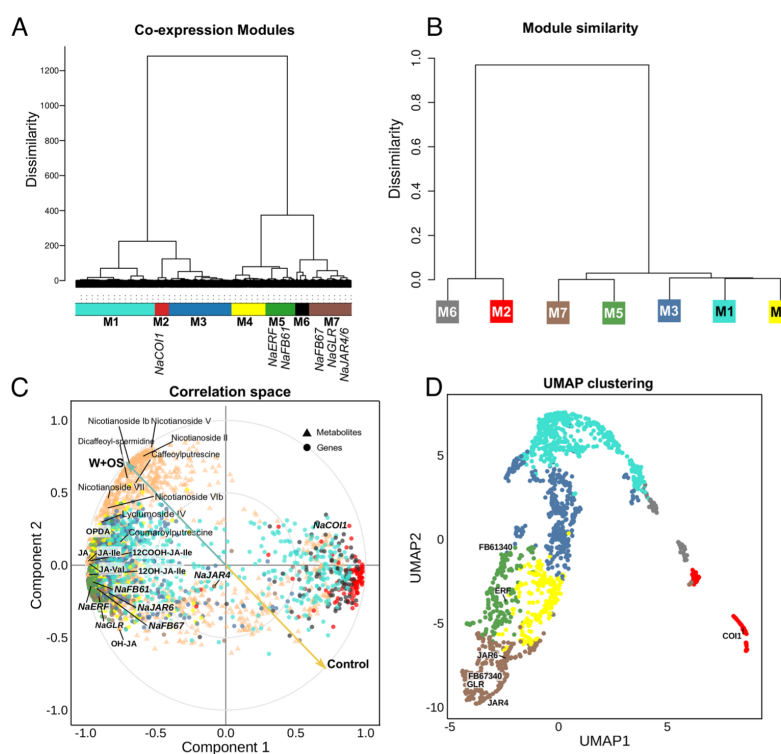 A
Co-expression Modules
Dissimilarity
1200
1000
800
600
400
200
0
M1
M2
M3
M4
M5
M6
M7
NaCOI1
NaERF
NaFB61
NaFB67
NaGLR
NaJAR4/6
B
Module similarity
Dissimilarity
1.0
0.8
0.6
0.4
0.2
0.0
M6
M2
M7
M5
M3
M1
M
C
Correlation space
Component 2
1.0
0.5
0.0
-0.5
-1.0
Nicotianoside Ib
Nicotianoside V
Dicaffeoyl-spermidine
Nicotianoside II
W+OS
Caffeoylputrescine
Nicotianoside VII
Nicotianoside VIb
Lyciumoside IV
OPDA
Coumaroylputrescine
JA
JA-Ile
12COOH-JA-Ile
JA-Val
12OH-JA-Ile
NaFB61
NaJAR4
NaERF
NaJAR6
NaGLR
NaFB67
OH-JA
Metabolites
Genes
NaCOI1
Control
-1.0
-0.5
0.0
0.5
1.0
Component 1
D
UMAP clustering
UMAP2
5
0
-5
-10
FB61340
ERF
JAR6
FB67340
GLR
JAR4
COI1
-5
0
5
UMAP1